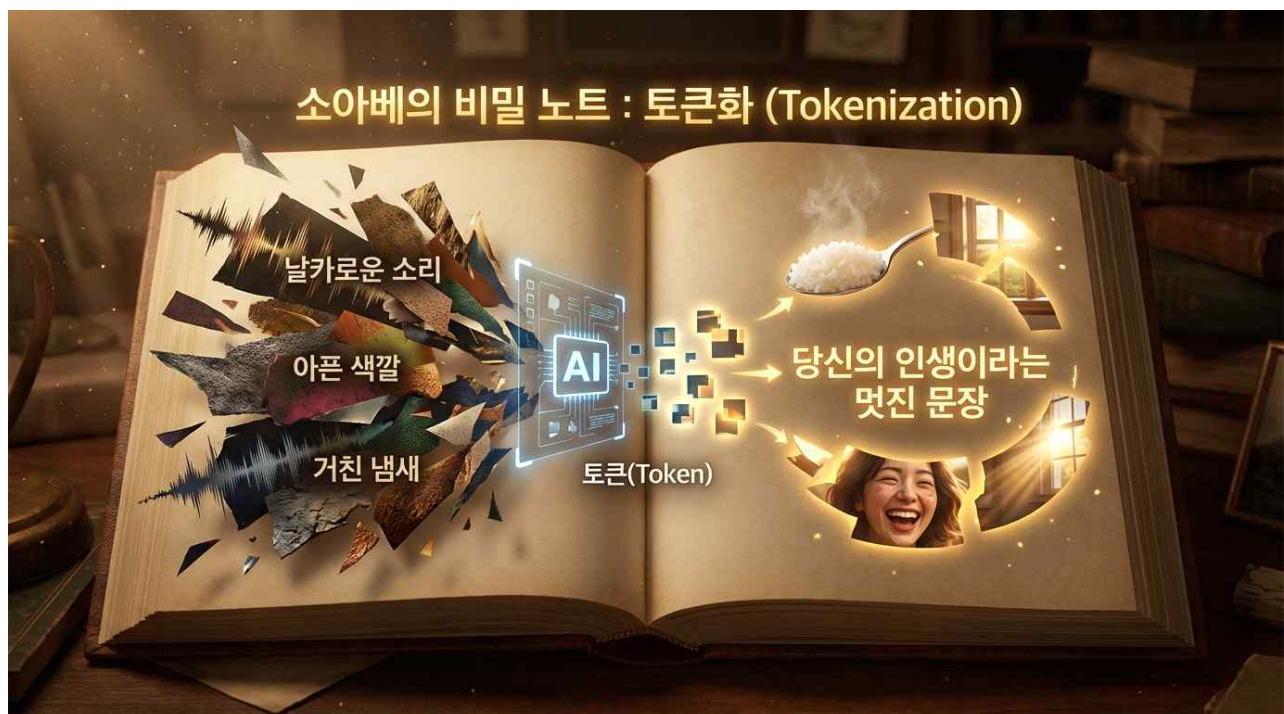 소아베의 비밀 노트 : 토큰화 (Tokenization)
날카로운 소리
아픈 색깔
거친 냄새
AI
토큰(Token)
당신의 인생이라는
멋진 문장